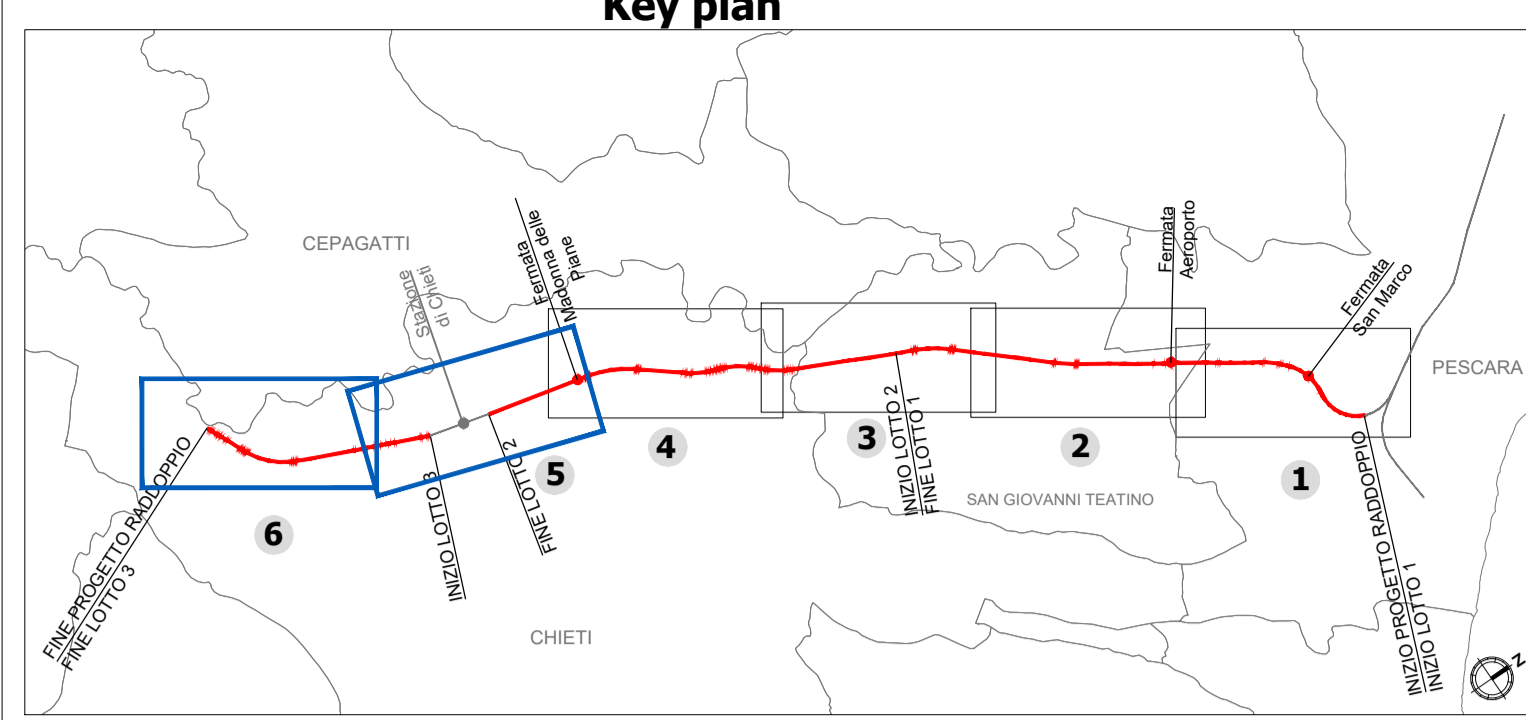 Key plan
CEPAGATTI
Stazione
di Chieti
Fermata
Madonna delle
Piane
Fermata
Aeroporto
Fermata
San Marco
PESCARA
4
3
2
1
5
6
INIZIO LOTTO 2
FINE LOTTO 1
SAN GIOVANNI TEATINO
FINE LOTTO 2
INIZIO LOTTO 3
FINE PROGETTO RADDOPPIO
FINE LOTTO 3
INIZIO PROGETTO RADDOPPIO
INIZIO LOTTO 1
CHIETI
N